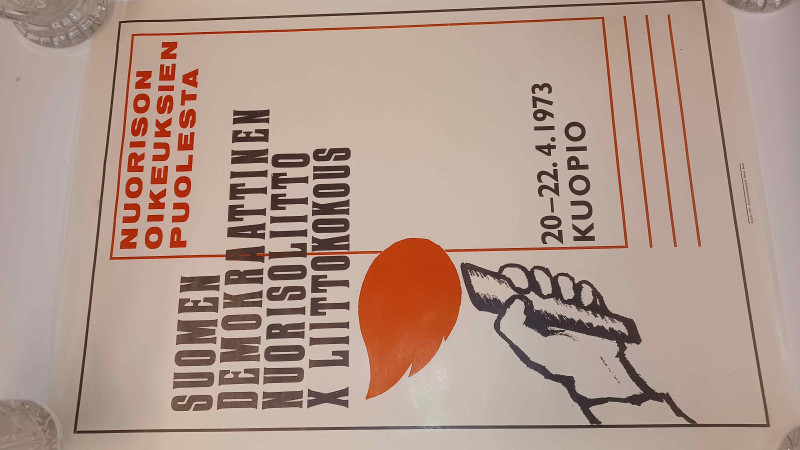 NUORISON
OIKEUKSIEN
PUOLESTA
SUOMEN
DEMOKRAATTINEN
NUORISOLIITTO
X LIITTOKOKOUS
20–22.4.1973
KUOPIO